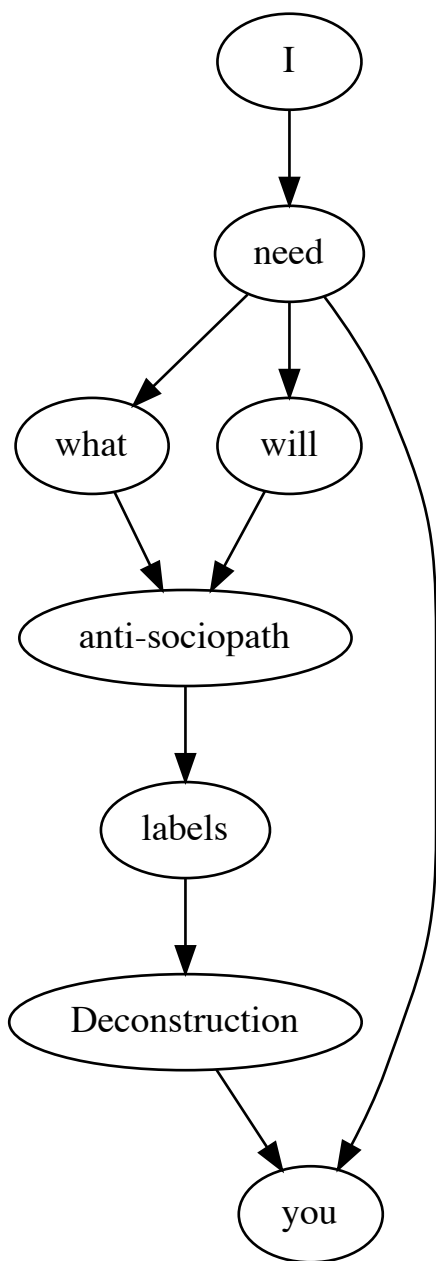 I
need
what will
anti-sociopath
labels
Deconstruction
you